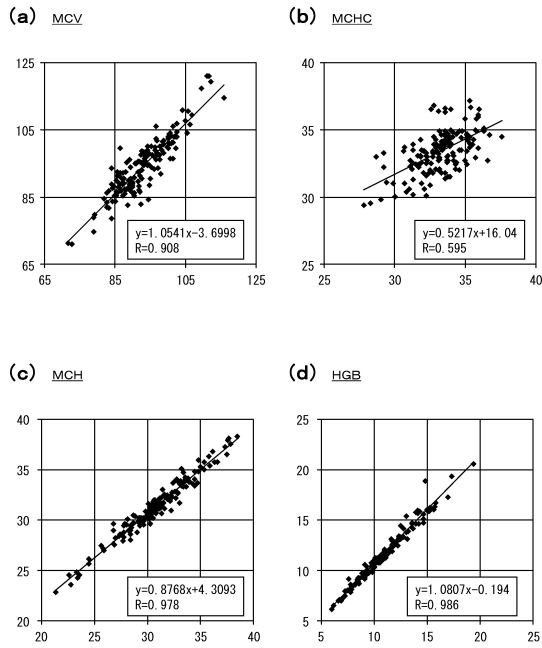 (a) MCV
125
105
85
65
65 85 105 125
y=1.0541x-3.6998
R=0.908
(b) MCHC
40
35
30
25
25 30 35 40
y=0.5217x+16.04
R=0.595
(c) MCH
40
35
30
25
20
20 25 30 35 40
y=0.8768x+4.3093
R=0.978
(d) HGB
25
20
15
10
5
5 10 15 20 25
y=1.0807x-0.194
R=0.986